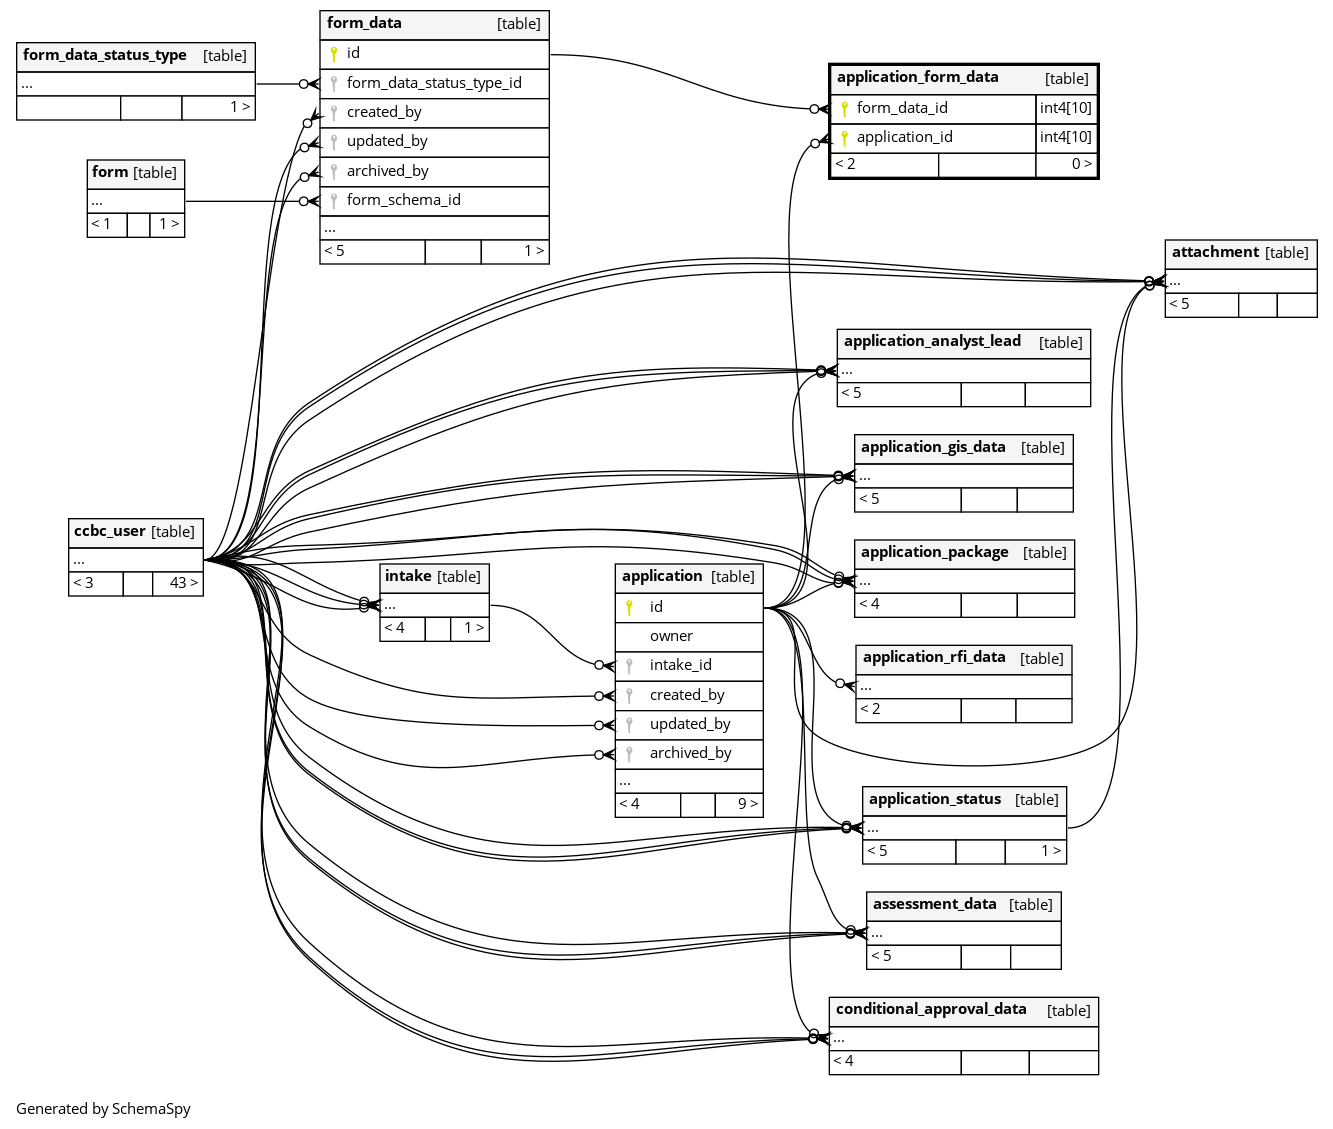 form_data_status_type [table]
...
1 >
form [table]
...
< 1 1 >
form_data [table]
id
form_data_status_type_id
created_by
updated_by
archived_by
form_schema_id
...
< 5 1 >
application_form_data [table]
form_data_id int4[10]
application_id int4[10]
< 2 0 >
attachment [table]
...
< 5
application_analyst_lead [table]
...
< 5
application_gis_data [table]
...
< 5
ccbc_user [table]
...
< 3 43 >
intake [table]
...
< 4 1 >
application [table]
id
owner
intake_id
created_by
updated_by
archived_by
...
< 4 9 >
application_package [table]
...
< 4
application_rfi_data [table]
...
< 2
application_status [table]
...
< 5 1 >
assessment_data [table]
...
< 5
conditional_approval_data [table]
...
< 4
Generated by SchemaSpy